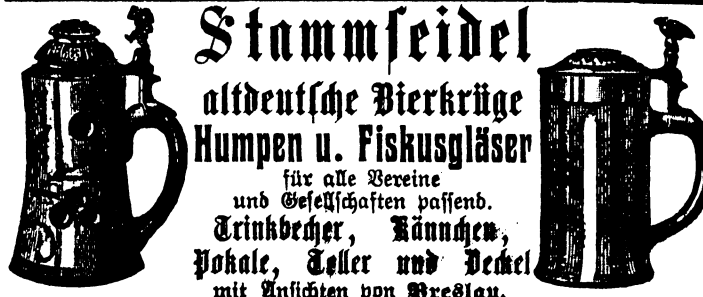 Stammseidel
altdeutsche Bierkrüge
Humpen u. Fiskusgläser
für alle Vereine
und Gesellschaften passend.
Trinkbecher, Kännchen,
Pokale, Teller und Deckel
mit Ansichten von Breslau.